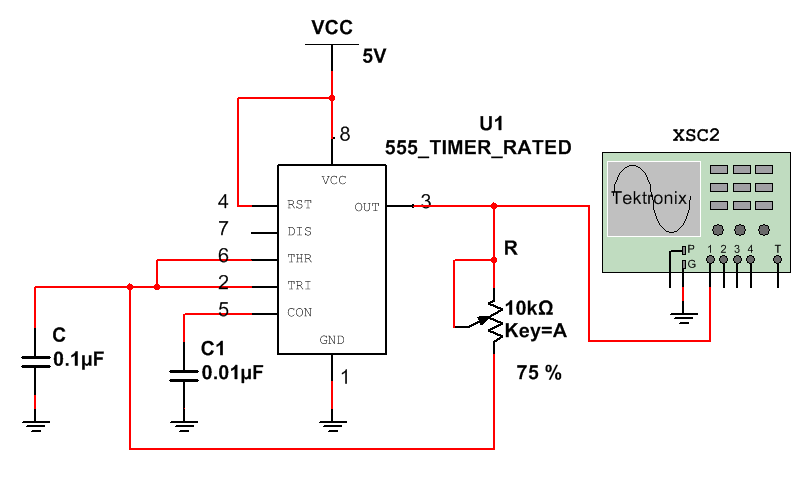 VCC
5V
U1
555_TIMER_RATED
XSC2
8
VCC
4
RST
OUT
3
7
DIS
6
THR
2
TRI
5
CON
GND
1
Tektronix
P
G
1 2 3 4 T
R
10kΩ
Key=A
75 %
C
0.1µF
C1
0.01µF